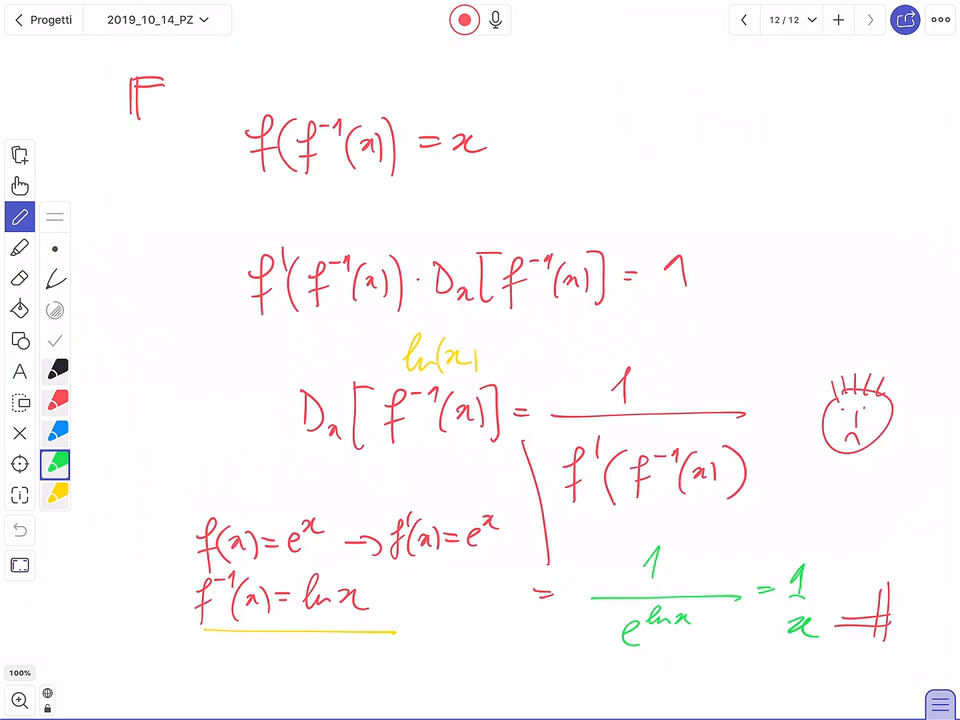 Progetti 2019_10_14_PZ 12/12
F
f(f⁻¹(x)) = x
f'(f⁻¹(x)) · Dx[f⁻¹(x)] = 1
ln(x)
Dx[f⁻¹(x)] = 1 / f'(f⁻¹(x))
f(x) = eˣ → f'(x) = eˣ
f⁻¹(x) = ln x
= 1 / e^(ln x) = 1 / x
A
100%